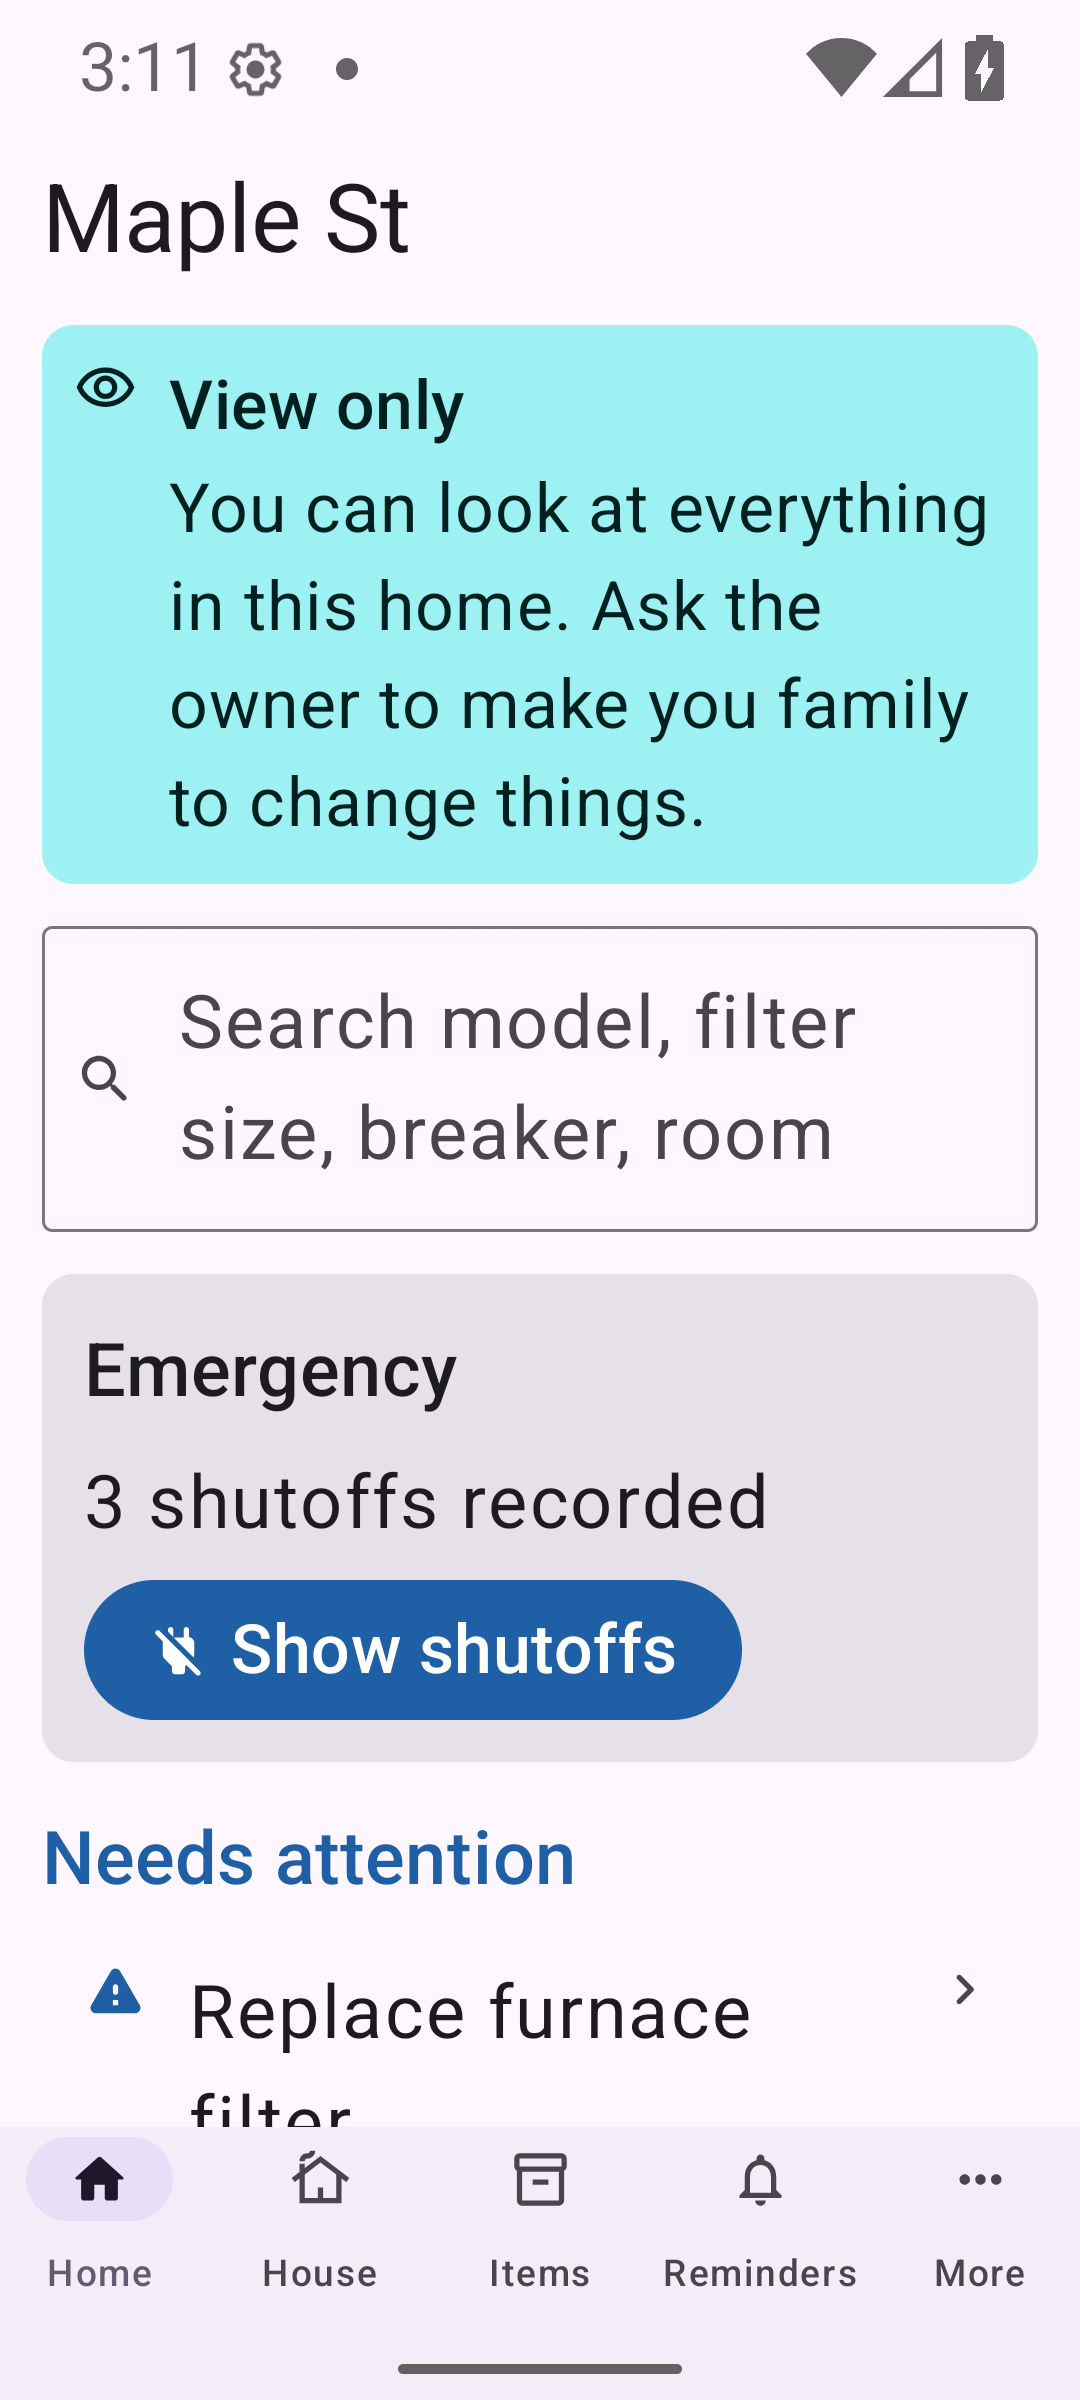 3:11
Maple St
View only
You can look at everything
in this home. Ask the
owner to make you family
to change things.
Search model, filter
size, breaker, room
Emergency
3 shutoffs recorded
Show shutoffs
Needs attention
Replace furnace
filter
Home
House
Items
Reminders
More